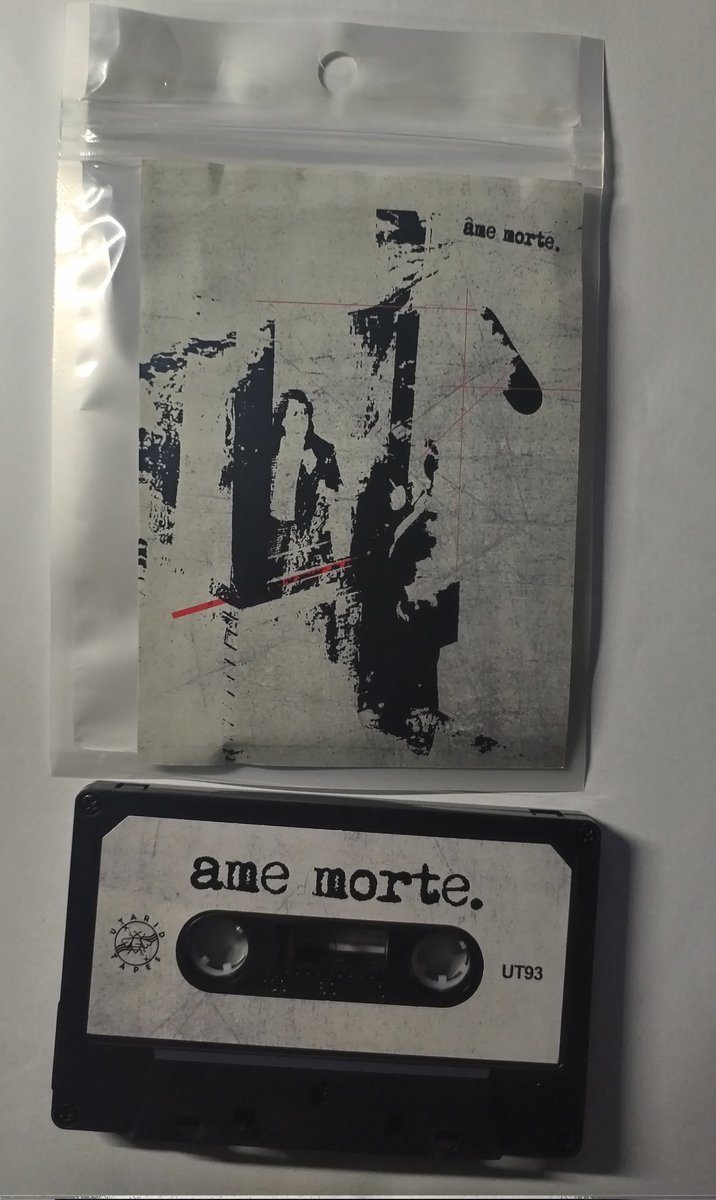 âme morte.
ame morte.
UTARID
TAPES
UT93